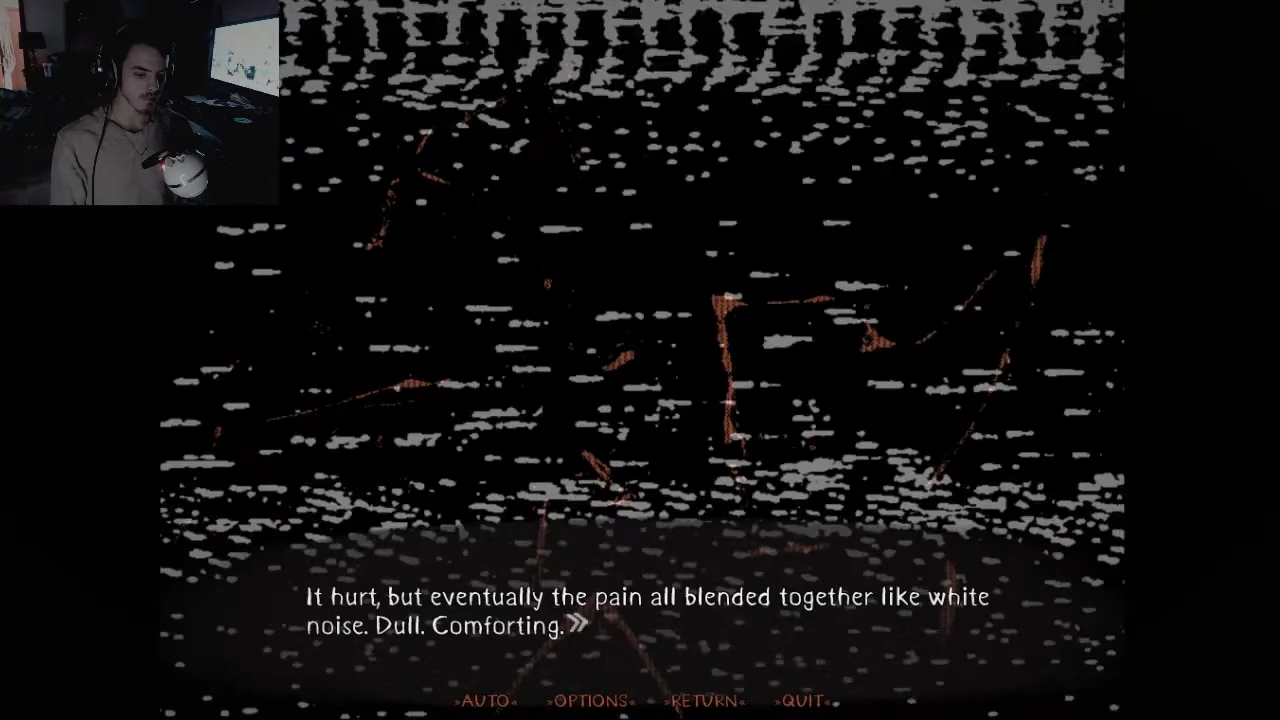 It hurt, but eventually the pain all blended together like white
noise. Dull. Comforting.»
»AUTO« »OPTIONS« »RETURN« »QUIT«